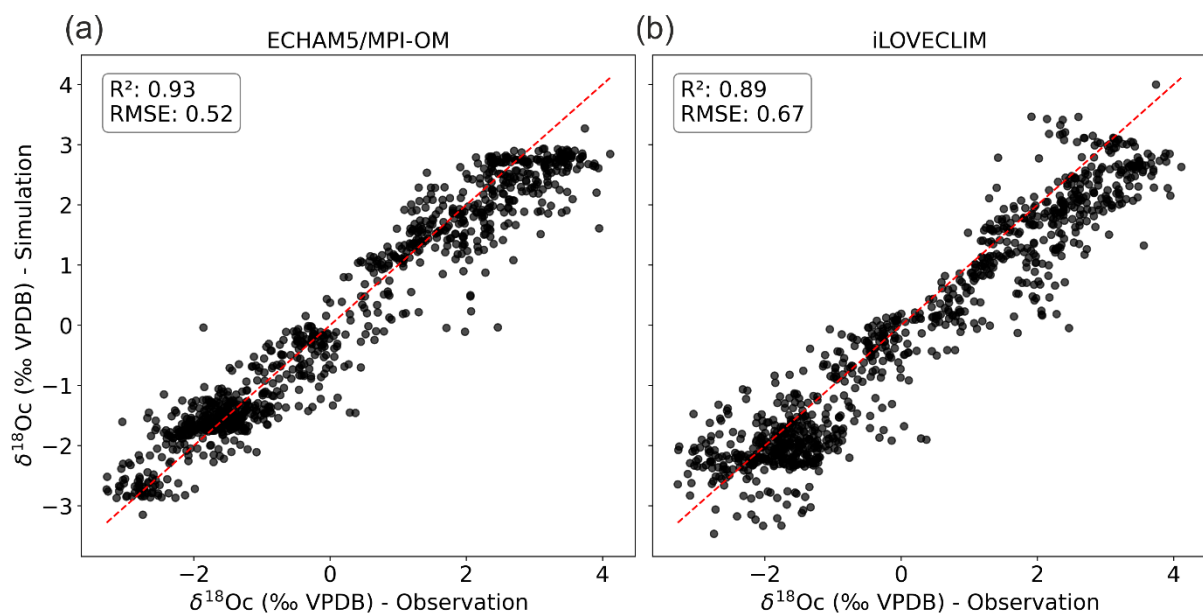 (a)
ECHAM5/MPI-OM
R²: 0.93
RMSE: 0.52
4
3
2
1
0
−1
−2
−3
δ¹⁸Oc (‰ VPDB) - Simulation
−2
0
2
4
δ¹⁸Oc (‰ VPDB) - Observation
(b)
iLOVECLIM
R²: 0.89
RMSE: 0.67
−2
0
2
4
δ¹⁸Oc (‰ VPDB) - Observation